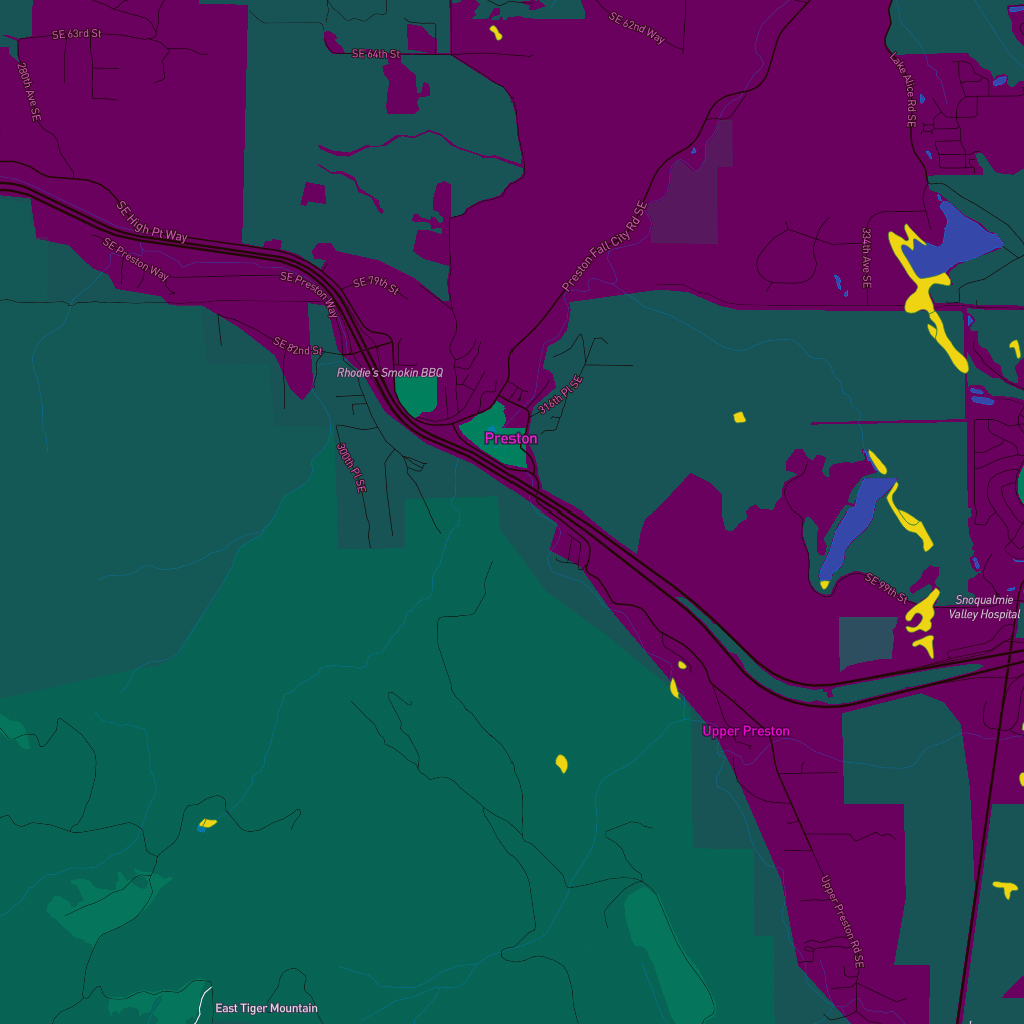 SE 62nd Way
SE 63rd St
SE 64th St
280th Ave SE
Lake Alice Rd SE
SE High Pt Way
SE Preston Way
SE Preston Way
SE 79th St
Preston Fall City Rd SE
334th Ave SE
SE 82nd St
Rhodie's Smokin BBQ
316th Pl SE
Preston
300th Pl SE
SE 99th St
Snoqualmie
Valley Hospital
Upper Preston
Upper Preston Rd SE
East Tiger Mountain